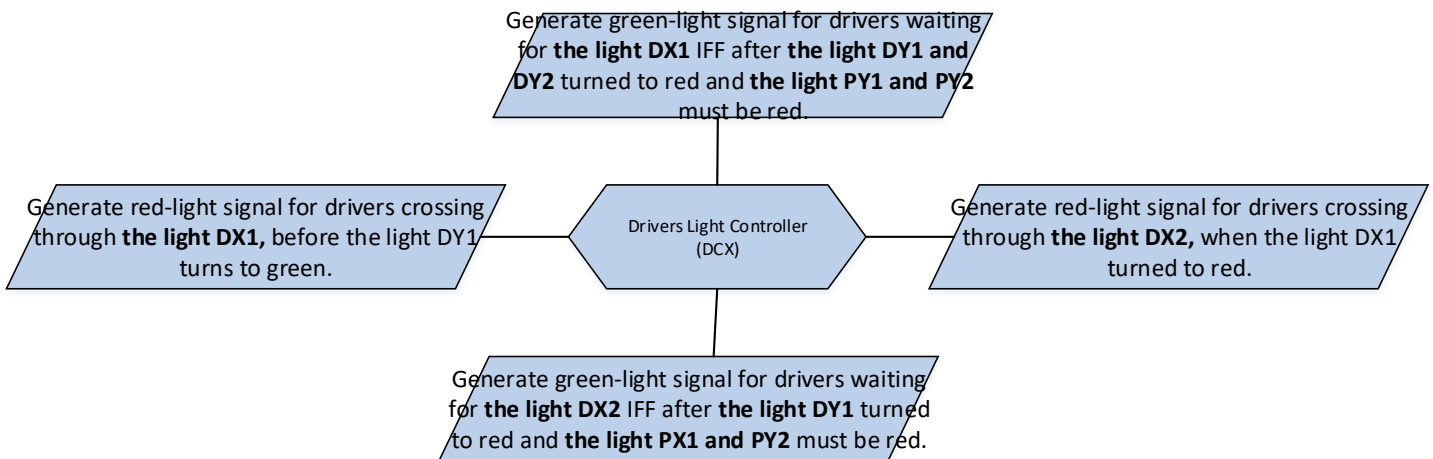 Generate green-light signal for drivers waiting
for the light DX1 IFF after the light DY1 and
DY2 turned to red and the light PY1 and PY2
must be red.
Generate red-light signal for drivers crossing
through the light DX1, before the light DY1
turns to green.
Drivers Light Controller
(DCX)
Generate red-light signal for drivers crossing
through the light DX2, when the light DX1
turned to red.
Generate green-light signal for drivers waiting
for the light DX2 IFF after the light DY1 turned
to red and the light PX1 and PY2 must be red.